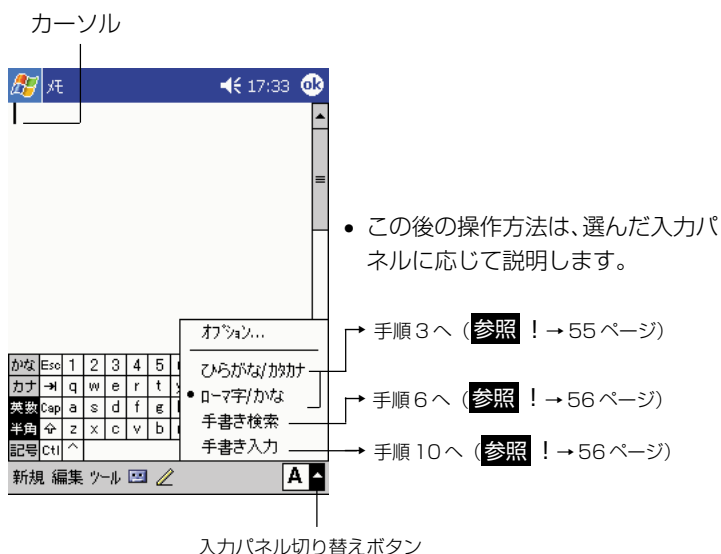 カーソル
メモ 17:33 ok
• この後の操作方法は、選んだ入力パ
ネルに応じて説明します。
オプション...
ひらがな/カタカナ
• ローマ字/かな
手書き検索
手書き入力
手順3へ（参照 ！→55ページ）
手順6へ（参照 ！→56ページ）
手順10へ（参照 ！→56ページ）
かな Esc 1 2 3 4 5
カナ q w e r t
英数 Cap a s d f g
半角 z x c v b
記号 Ctl ^
新規 編集 ツール A
入力パネル切り替えボタン